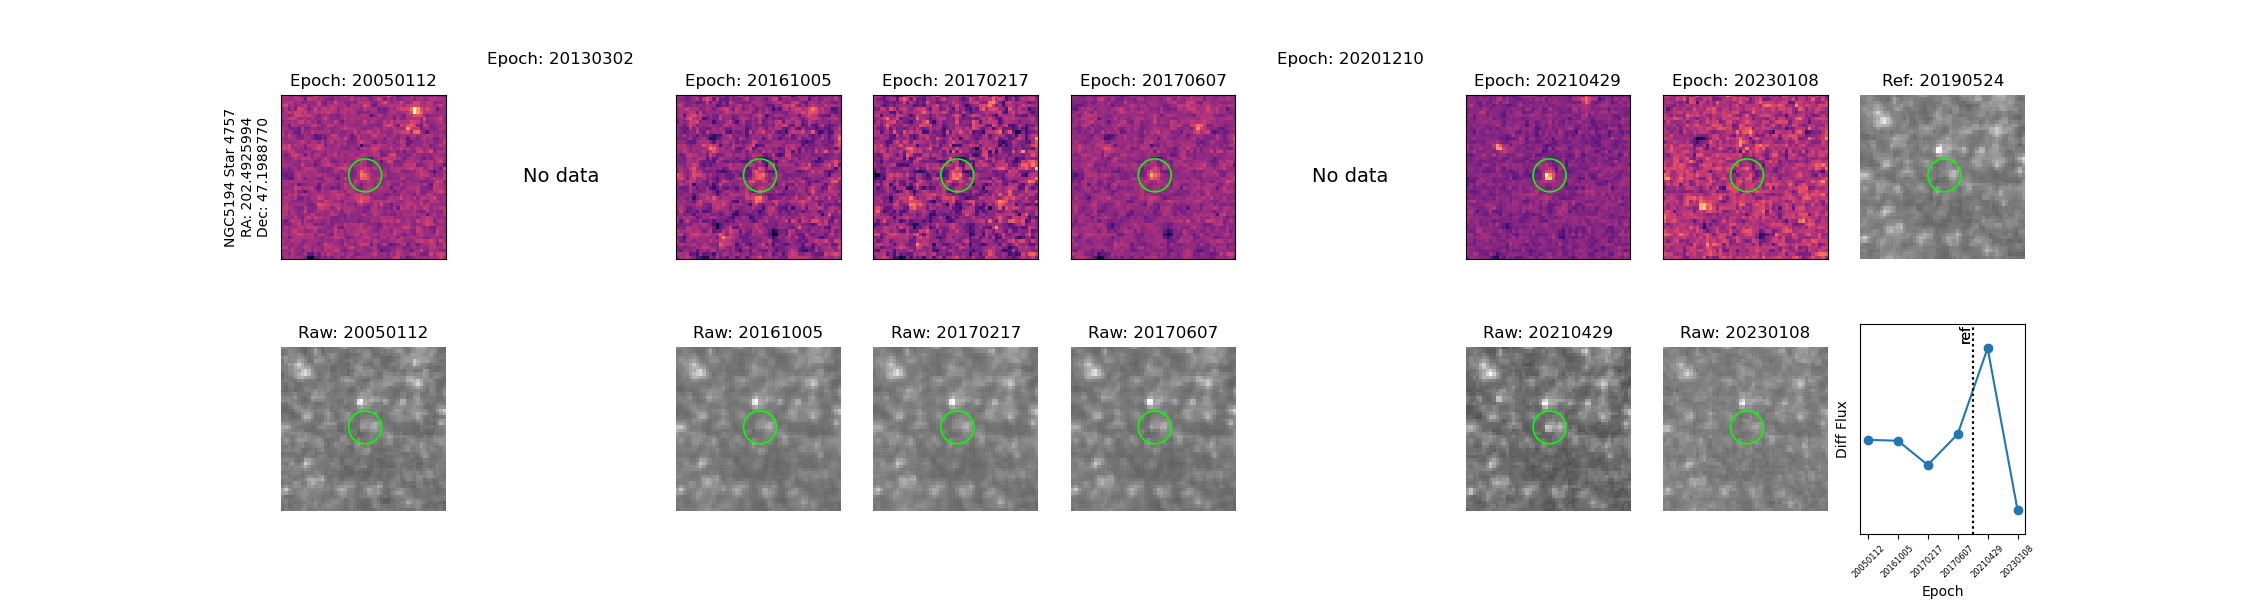 Epoch: 20050112
Epoch: 20130302
Epoch: 20161005
Epoch: 20170217
Epoch: 20170607
Epoch: 20201210
Epoch: 20210429
Epoch: 20230108
Ref: 20190524
NGC5194 Star 4757
RA: 202.4925994
Dec: 47.1988770
No data
No data
Raw: 20050112
Raw: 20161005
Raw: 20170217
Raw: 20170607
Raw: 20210429
Raw: 20230108
ref
Diff Flux
20050112
20161005
20170217
20170607
20210429
20230108
Epoch